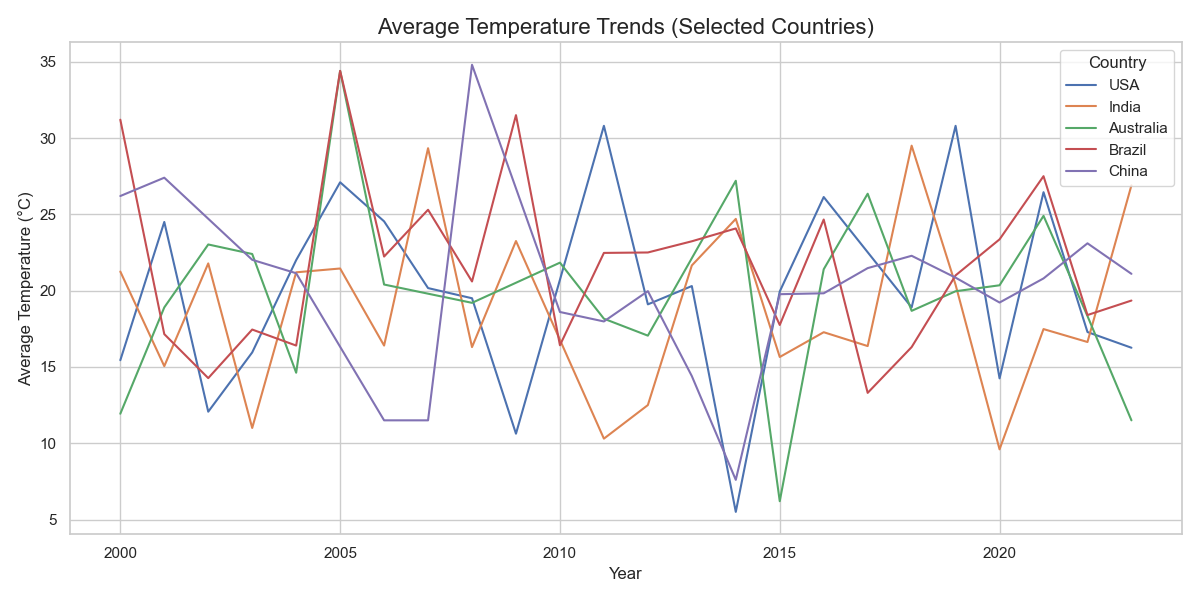 Average Temperature Trends (Selected Countries)
Average Temperature (°C)
35
30
25
20
15
10
5
2000
2005
2010
2015
2020
Year
Country
USA
India
Australia
Brazil
China